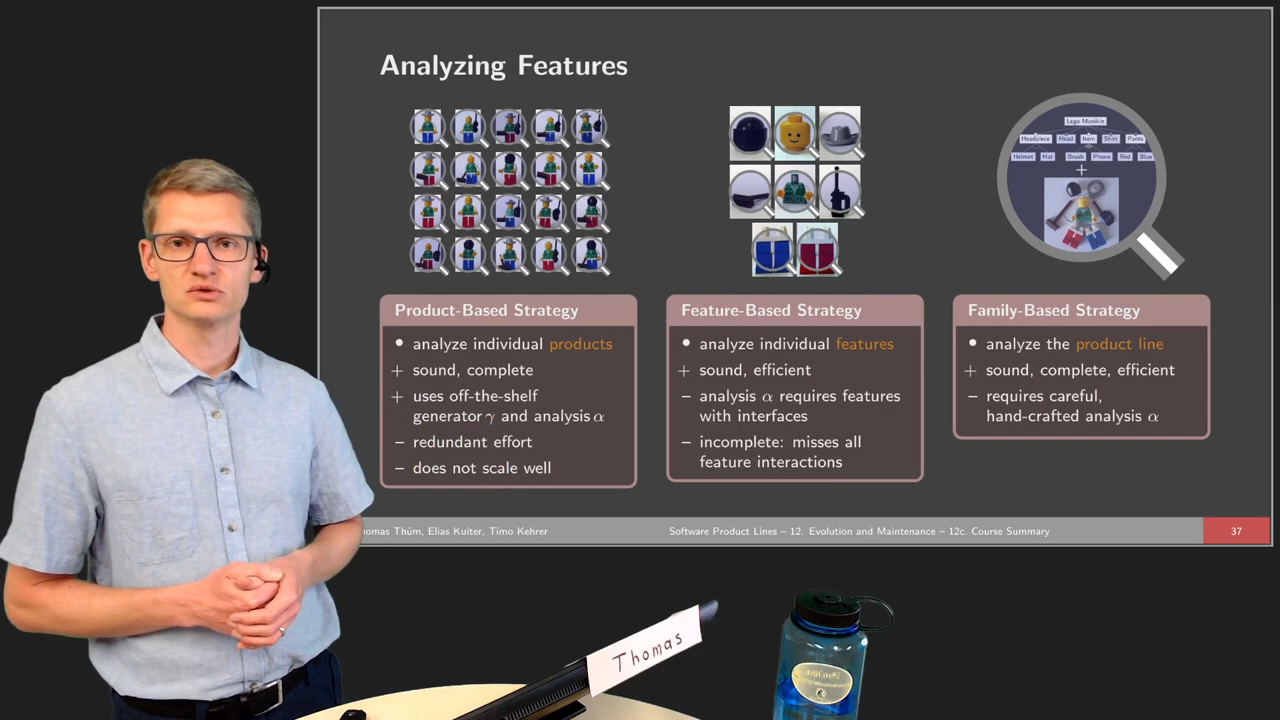 Analyzing Features
Lego Manikin
Headpiece Head Item Shirt Pants
Helmet Hat Brush Phone Red Blue
+
Product-Based Strategy
• analyze individual products
+ sound, complete
+ uses off-the-shelf
generator γ and analysis α
− redundant effort
− does not scale well
Feature-Based Strategy
• analyze individual features
+ sound, efficient
− analysis α requires features
with interfaces
− incomplete: misses all
feature interactions
Family-Based Strategy
• analyze the product line
+ sound, complete, efficient
− requires careful,
hand-crafted analysis α
omas Thüm, Elias Kuiter, Timo Kehrer
Software Product Lines – 12. Evolution and Maintenance – 12c. Course Summary
37
Thomas